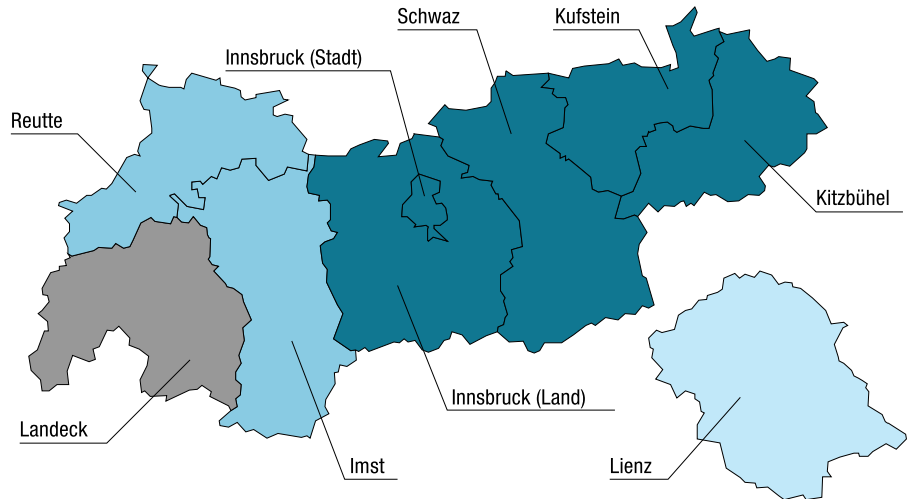 Schwaz
Kufstein
Innsbruck (Stadt)
Reutte
Kitzbühel
Innsbruck (Land)
Landeck
Imst
Lienz